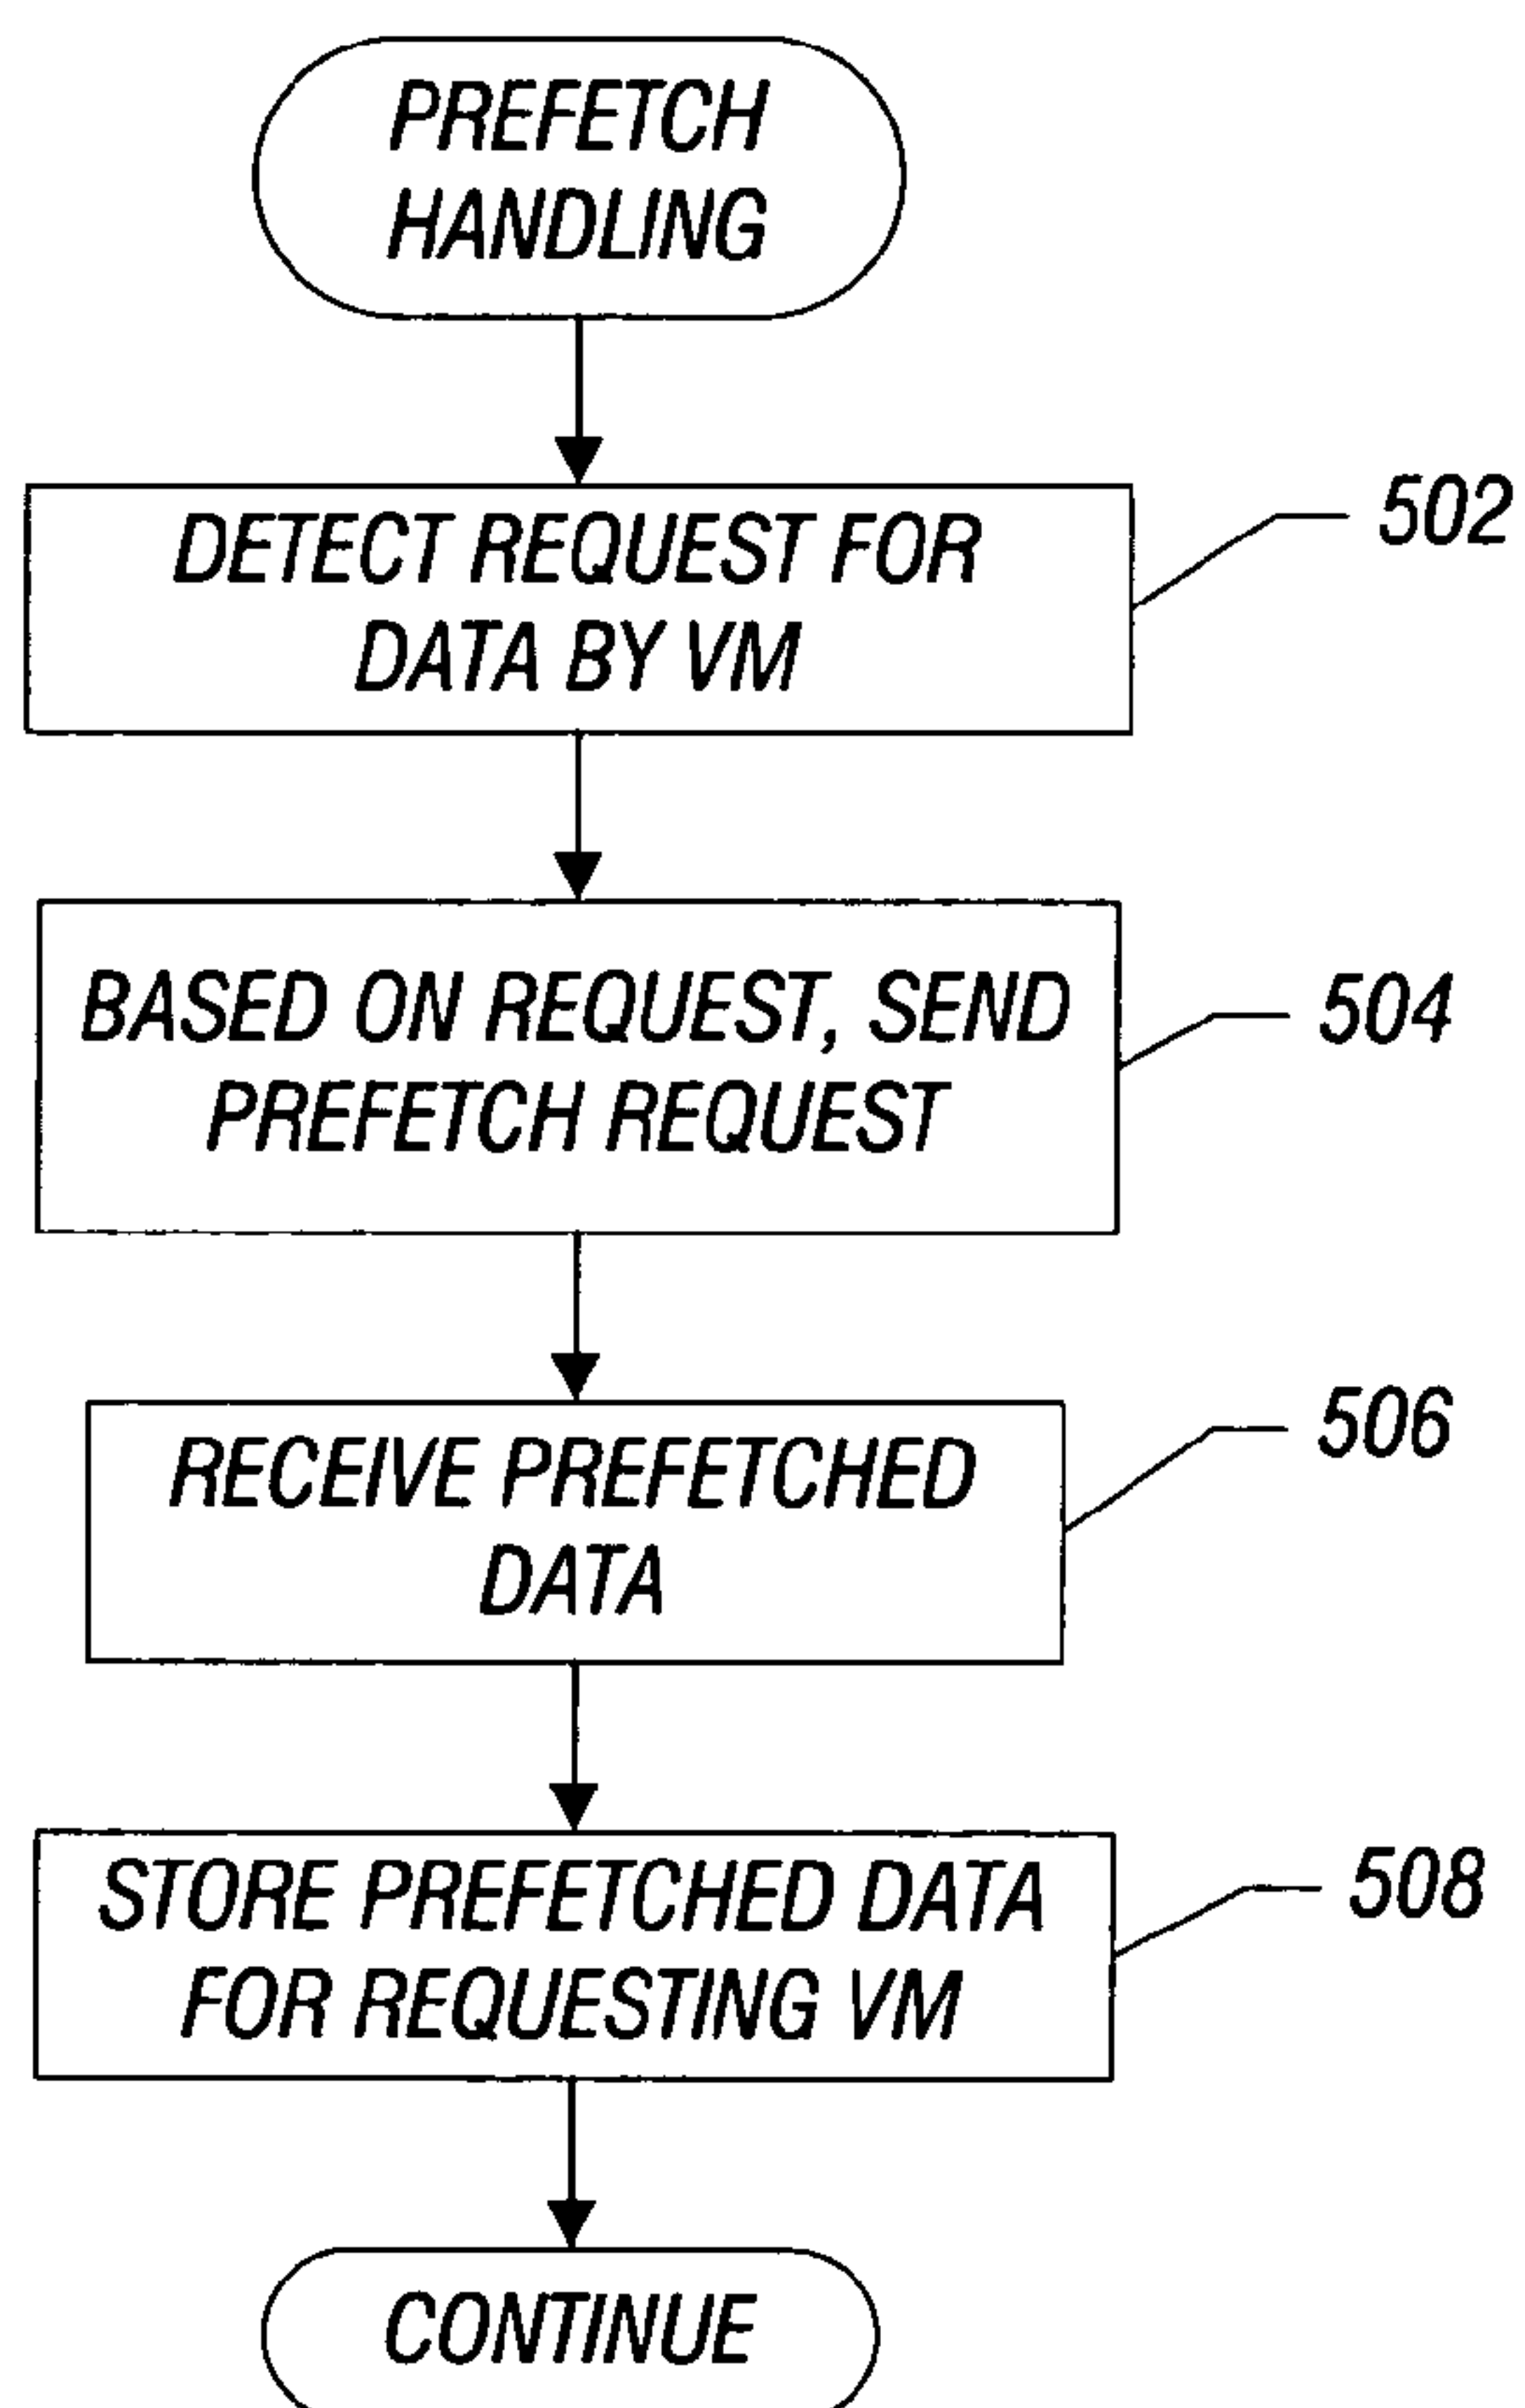 PREFETCH
HANDLING
DETECT REQUEST FOR
DATA BY VM
502
BASED ON REQUEST, SEND
PREFETCH REQUEST
504
RECEIVE PREFETCHED
DATA
506
STORE PREFETCHED DATA
FOR REQUESTING VM
508
CONTINUE